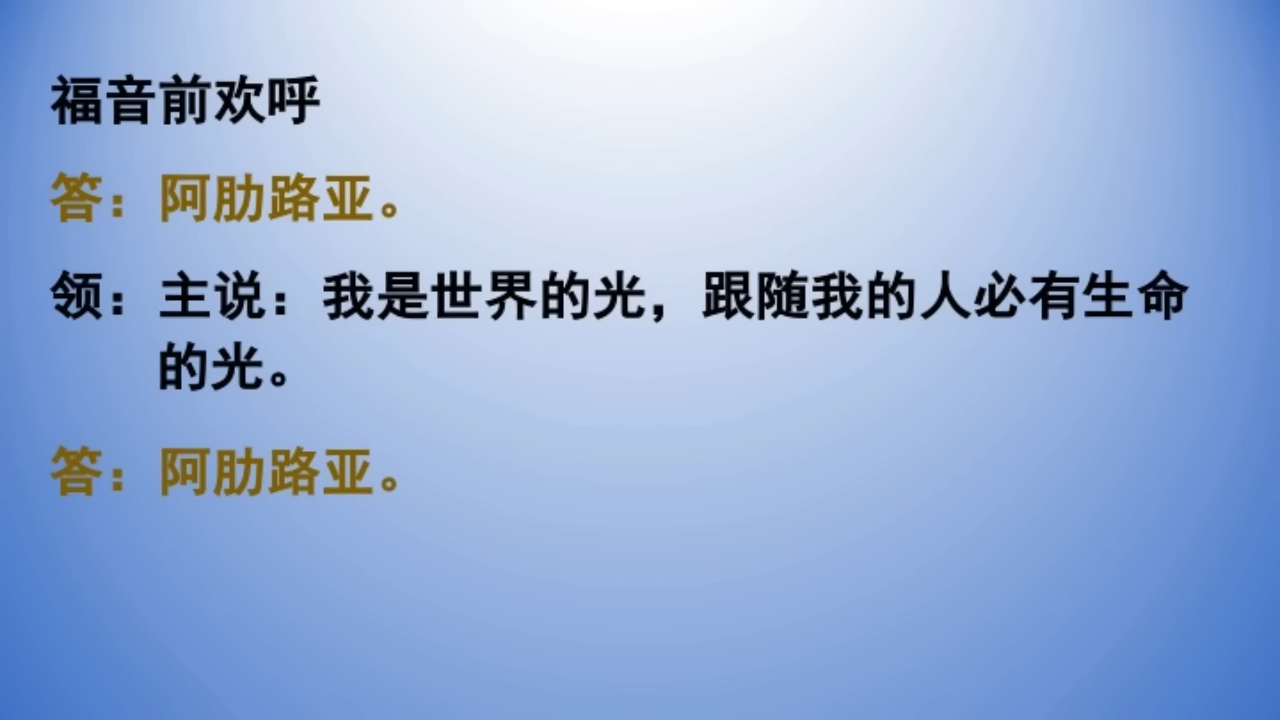 福音前欢呼
答：阿肋路亚。
领：主说：我是世界的光，跟随我的人必有生命
的光。
答：阿肋路亚。